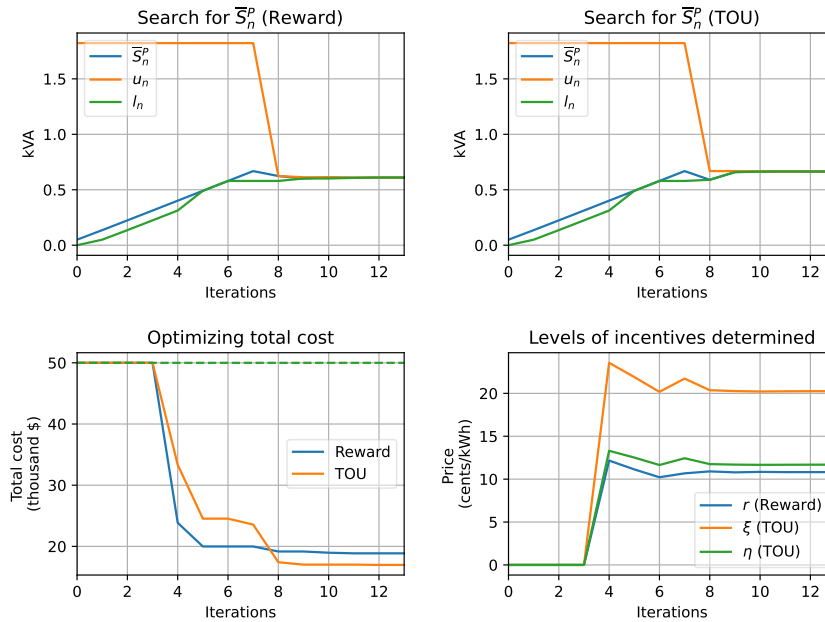 Search for S̅ₙᴾ (Reward)
kVA
1.5
1.0
0.5
0.0
S̅ₙᴾ
uₙ
lₙ
0 2 4 6 8 10 12
Iterations
Search for S̅ₙᴾ (TOU)
kVA
1.5
1.0
0.5
0.0
S̅ₙᴾ
uₙ
lₙ
0 2 4 6 8 10 12
Iterations
Optimizing total cost
Total cost
(thousand $)
50
40
30
20
Reward
TOU
0 2 4 6 8 10 12
Iterations
Levels of incentives determined
Price
(cents/kWh)
20
15
10
5
0
r (Reward)
ξ (TOU)
η (TOU)
0 2 4 6 8 10 12
Iterations